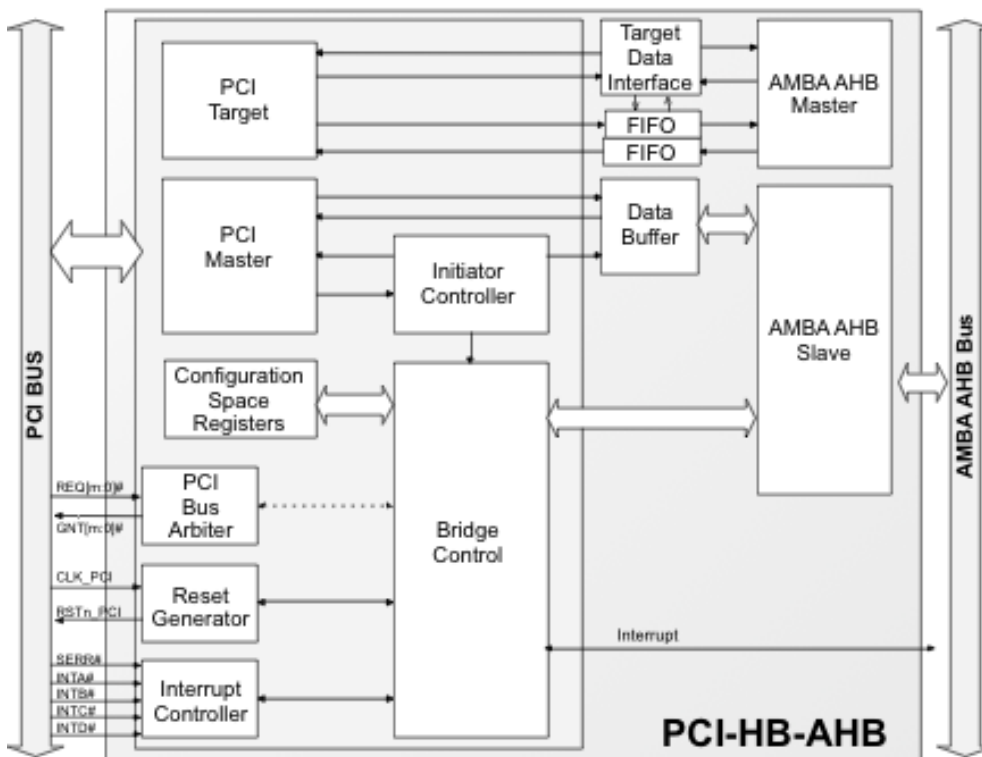 PCI BUS
PCI
Target
Target
Data
Interface
FIFO
FIFO
AMBA AHB
Master
PCI
Master
Initiator
Controller
Data
Buffer
AMBA AHB
Slave
Configuration
Space
Registers
PCI
Bus
Arbiter
Bridge
Control
Reset
Generator
Interrupt
Controller
REQ[m:0]#
GNT[m:0]#
CLK_PCI
RSTn_PCI
SERR#
INTA#
INTB#
INTC#
INTD#
Interrupt
PCI-HB-AHB
AMBA AHB Bus